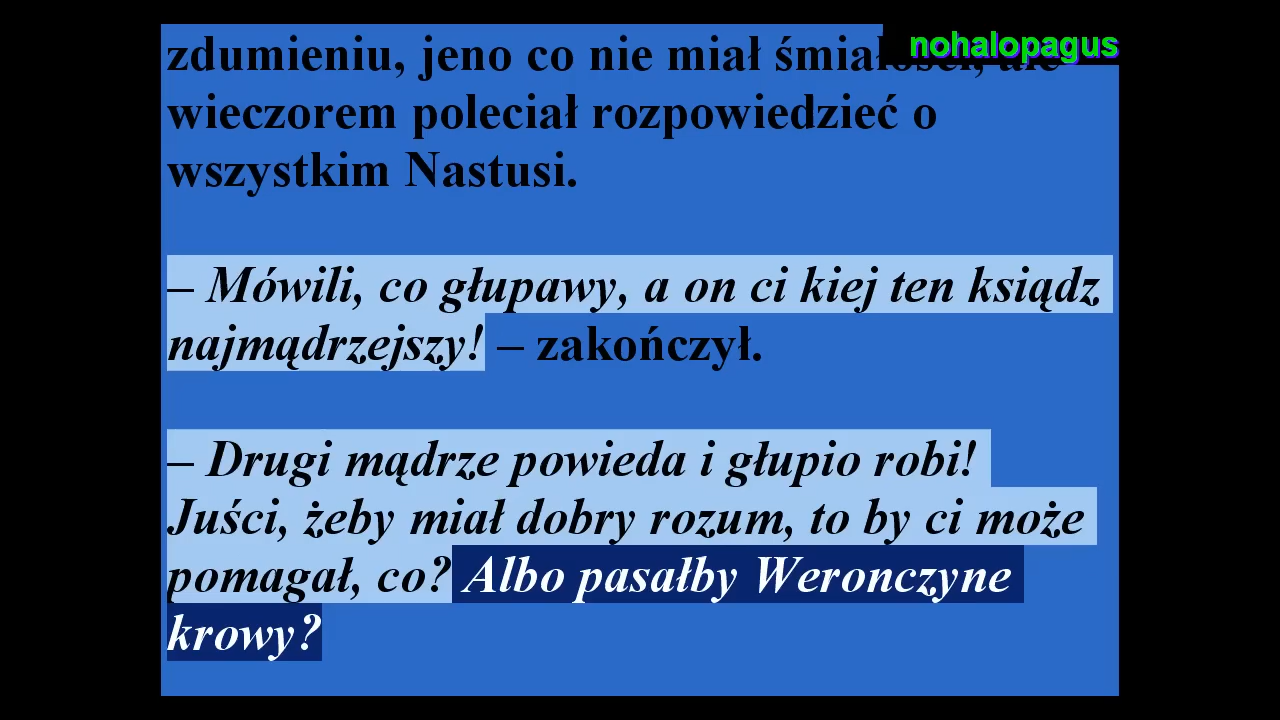 nohalopagus
zdumieniu, jeno co nie miał
wieczorem poleciał rozpowiedzieć o
wszystkim Nastusi.
– Mówili, co głupawy, a on ci kiej ten ksiądz
najmądrzejszy! – zakończył.
– Drugi mądrze powieda i głupio robi!
Juści, żeby miał dobry rozum, to by ci może
pomagał, co? Albo pasałby Weronczyne
krowy?